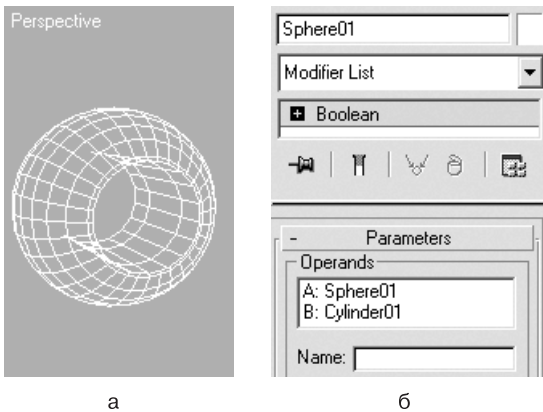 Perspective
Sphere01
Modifier List
Boolean
- Parameters
Operands
A: Sphere01
B: Cylinder01
Name:
а
б